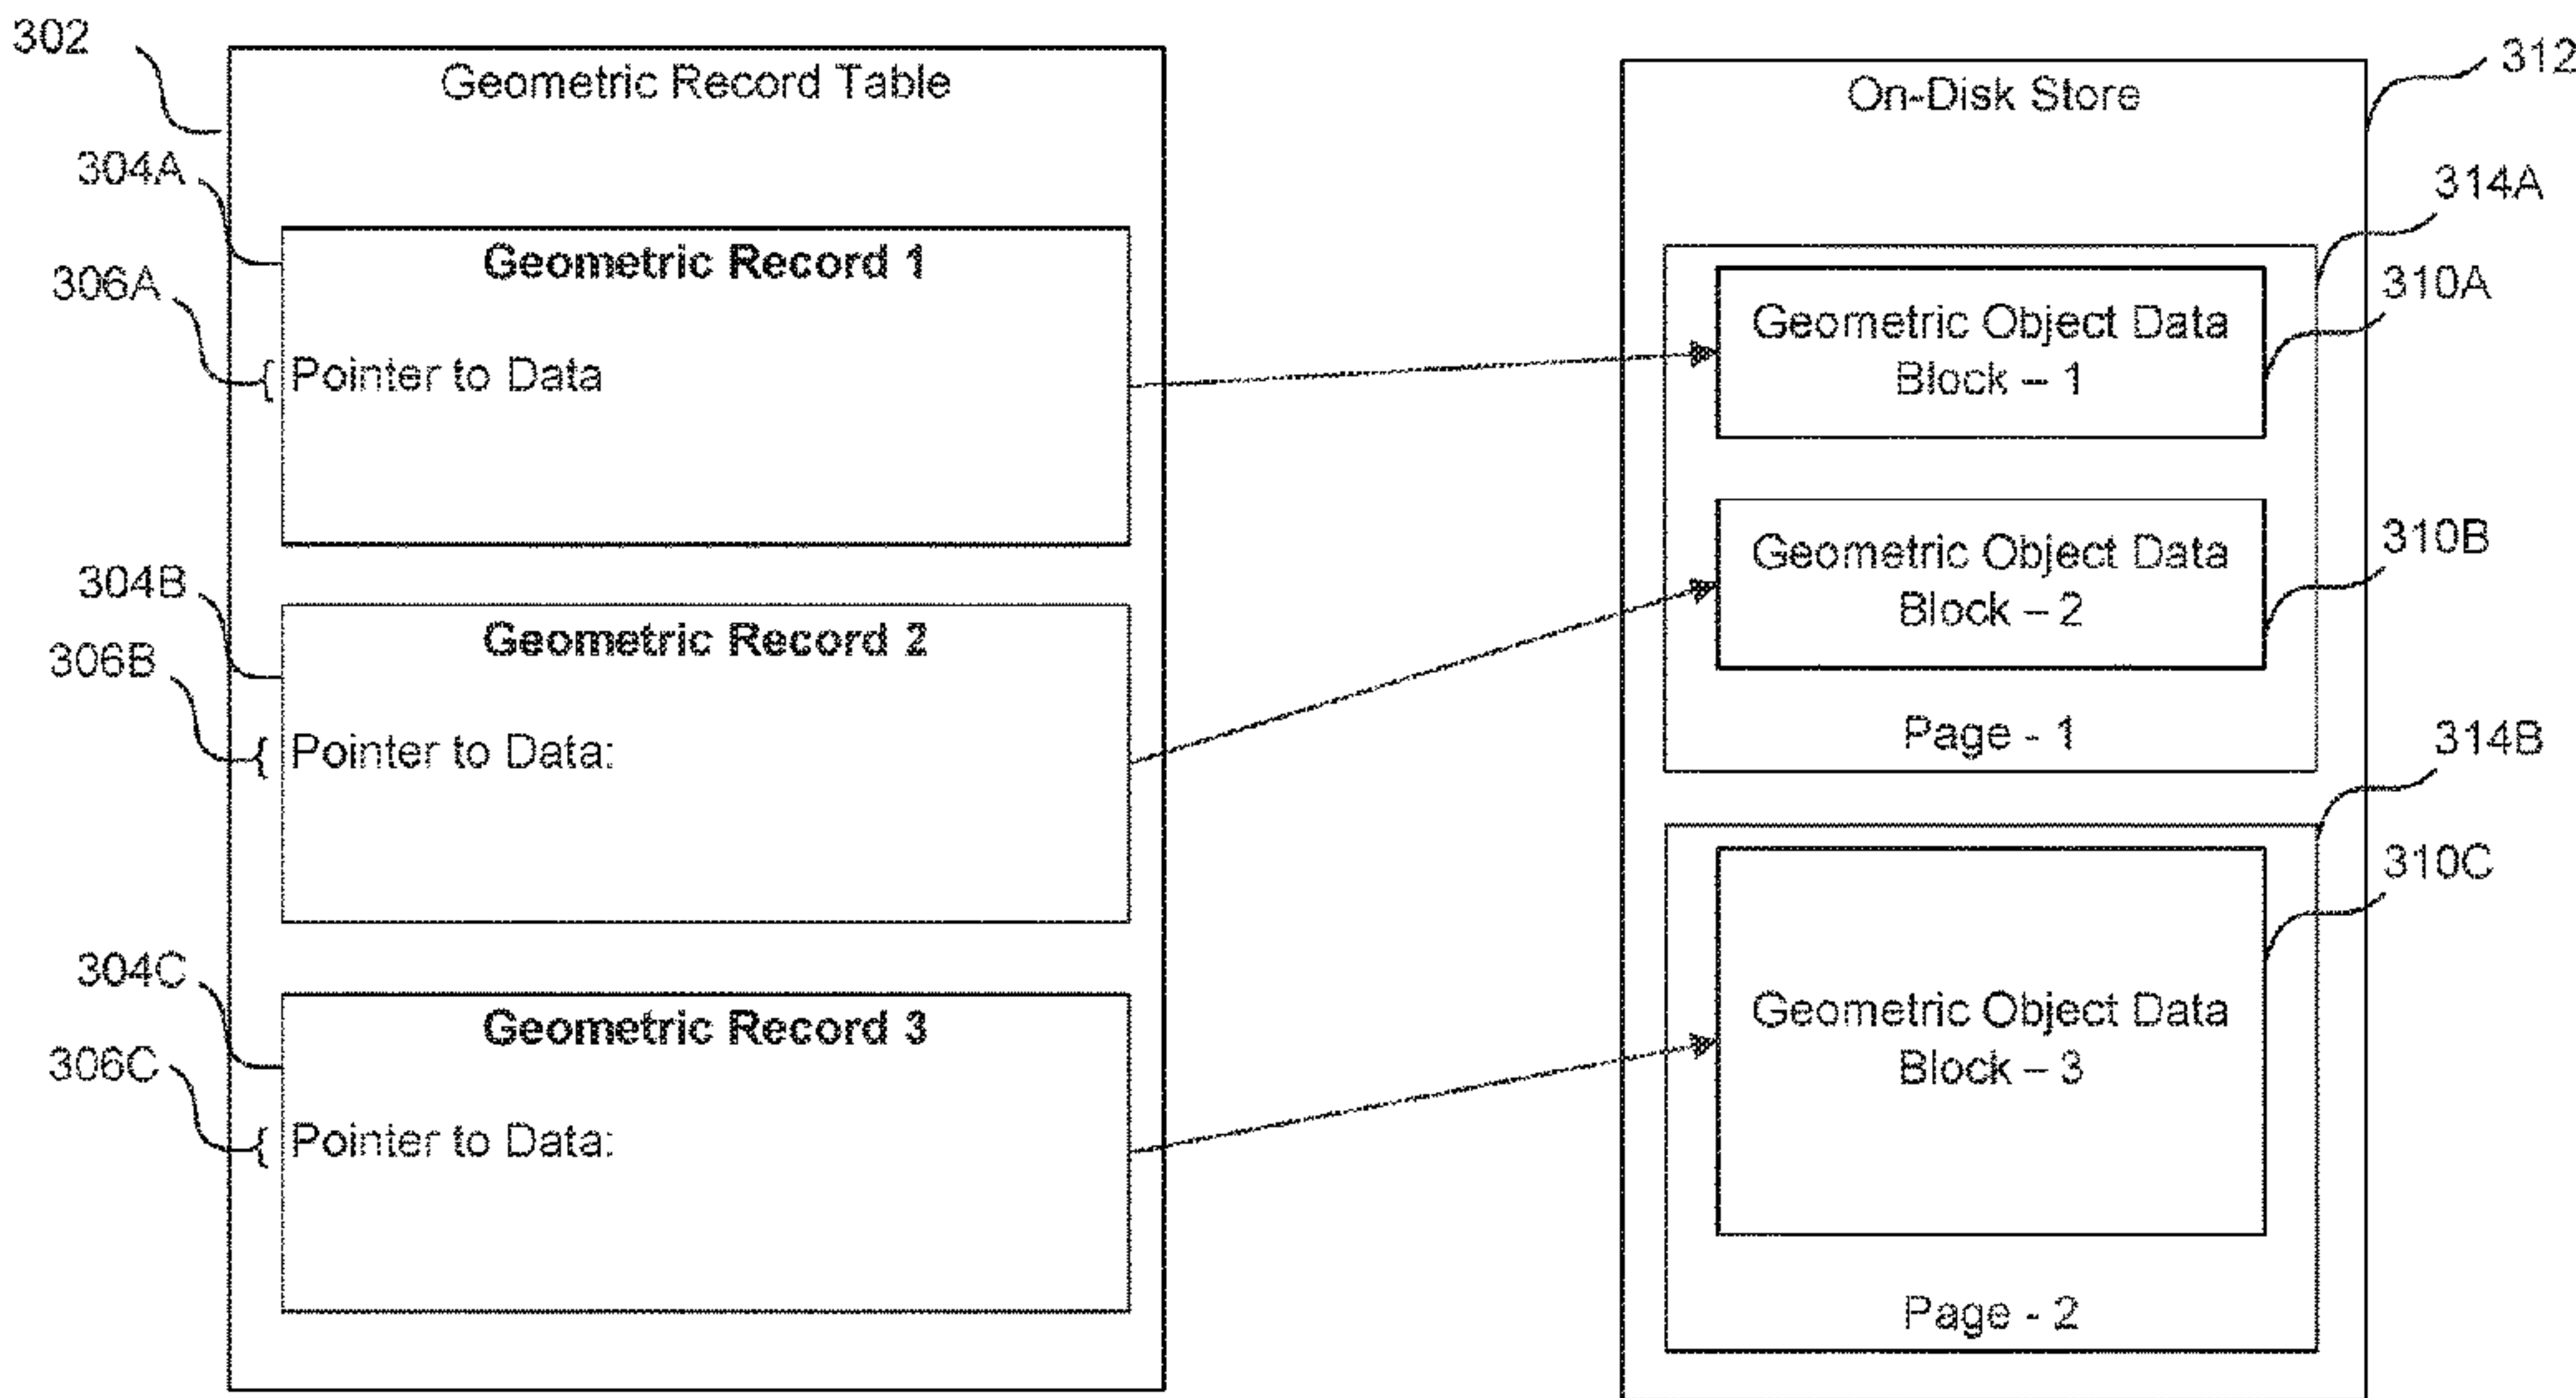 302
Geometric Record Table
304A
Geometric Record 1
306A
Pointer to Data
304B
Geometric Record 2
306B
Pointer to Data:
304C
Geometric Record 3
306C
Pointer to Data:
On-Disk Store
312
314A
Geometric Object Data
Block – 1
310A
Geometric Object Data
Block – 2
310B
Page - 1
314B
Geometric Object Data
Block – 3
310C
Page - 2